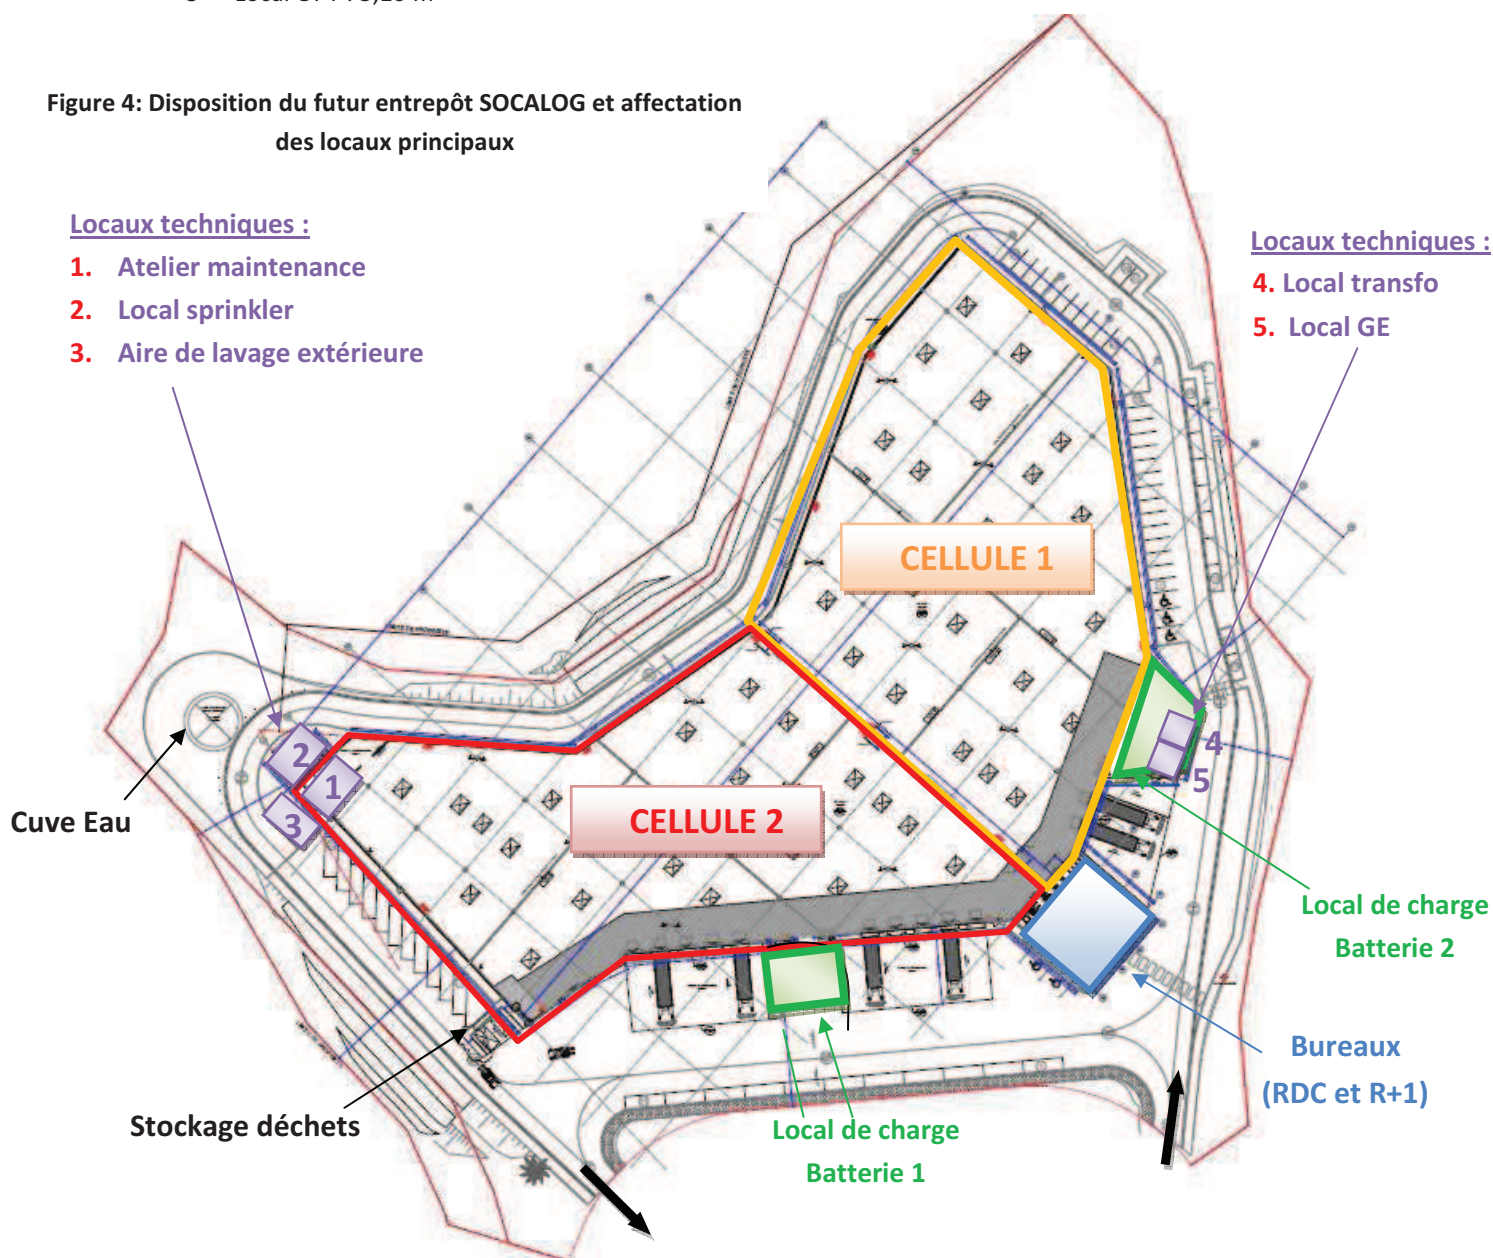 Figure 4: Disposition du futur entrepôt SOCALOG et affectation
des locaux principaux
Locaux techniques :
1. Atelier maintenance
2. Local sprinkler
3. Aire de lavage extérieure
Locaux techniques :
4. Local transfo
5. Local GE
CELLULE 1
CELLULE 2
2
1
3
4
5
Cuve Eau
Local de charge
Batterie 2
Bureaux
(RDC et R+1)
Stockage déchets
Local de charge
Batterie 1